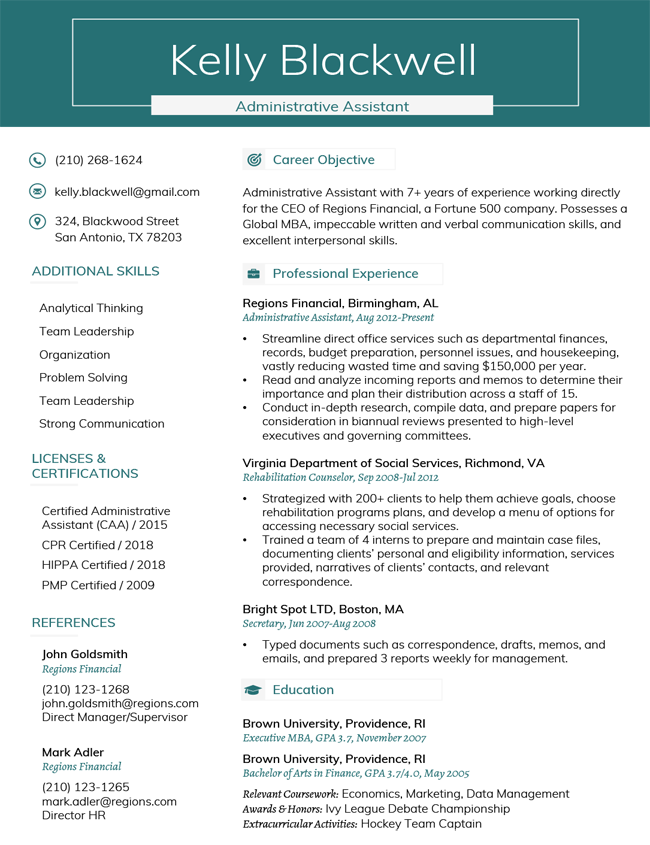 Kelly Blackwell
Administrative Assistant
(210) 268-1624
kelly.blackwell@gmail.com
324, Blackwood Street
San Antonio, TX 78203
ADDITIONAL SKILLS
Analytical Thinking
Team Leadership
Organization
Problem Solving
Team Leadership
Strong Communication
LICENSES &
CERTIFICATIONS
Certified Administrative
Assistant (CAA) / 2015
CPR Certified / 2018
HIPPA Certified / 2018
PMP Certified / 2009
REFERENCES
John Goldsmith
Regions Financial
(210) 123-1268
john.goldsmith@regions.com
Direct Manager/Supervisor
Mark Adler
Regions Financial
(210) 123-1265
mark.adler@regions.com
Director HR
Career Objective
Administrative Assistant with 7+ years of experience working directly
for the CEO of Regions Financial, a Fortune 500 company. Possesses a
Global MBA, impeccable written and verbal communication skills, and
excellent interpersonal skills.
Professional Experience
Regions Financial, Birmingham, AL
Administrative Assistant, Aug 2012-Present
• Streamline direct office services such as departmental finances,
records, budget preparation, personnel issues, and housekeeping,
vastly reducing wasted time and saving $150,000 per year.
• Read and analyze incoming reports and memos to determine their
importance and plan their distribution across a staff of 15.
• Conduct in-depth research, compile data, and prepare papers for
consideration in biannual reviews presented to high-level
executives and governing committees.
Virginia Department of Social Services, Richmond, VA
Rehabilitation Counselor, Sep 2008-Jul 2012
• Strategized with 200+ clients to help them achieve goals, choose
rehabilitation programs plans, and develop a menu of options for
accessing necessary social services.
• Trained a team of 4 interns to prepare and maintain case files,
documenting clients’ personal and eligibility information, services
provided, narratives of clients’ contacts, and relevant
correspondence.
Bright Spot LTD, Boston, MA
Secretary, Jun 2007-Aug 2008
• Typed documents such as correspondence, drafts, memos, and
emails, and prepared 3 reports weekly for management.
Education
Brown University, Providence, RI
Executive MBA, GPA 3.7, November 2007
Brown University, Providence, RI
Bachelor of Arts in Finance, GPA 3.7/4.0, May 2005
Relevant Coursework: Economics, Marketing, Data Management
Awards & Honors: Ivy League Debate Championship
Extracurricular Activities: Hockey Team Captain